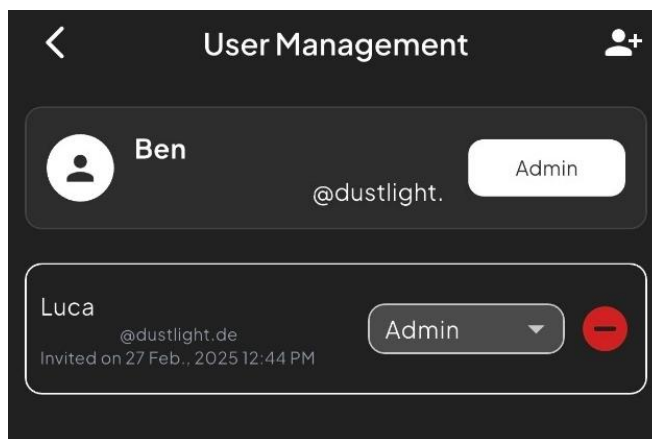 User Management
Ben
@dustlight.
Admin
Luca
@dustlight.de
Invited on 27 Feb., 2025 12:44 PM
Admin